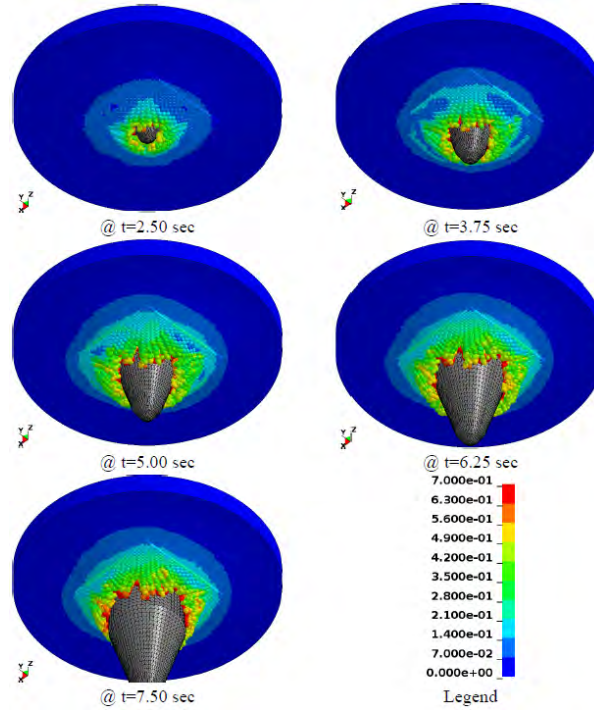 Y Z
X
@ t=2.50 sec
Y Z
X
@ t=3.75 sec
Y Z
X
@ t=5.00 sec
Y Z
X
@ t=6.25 sec
Y Z
X
@ t=7.50 sec
7.000e-01
6.300e-01
5.600e-01
4.900e-01
4.200e-01
3.500e-01
2.800e-01
2.100e-01
1.400e-01
7.000e-02
0.000e+00
Legend